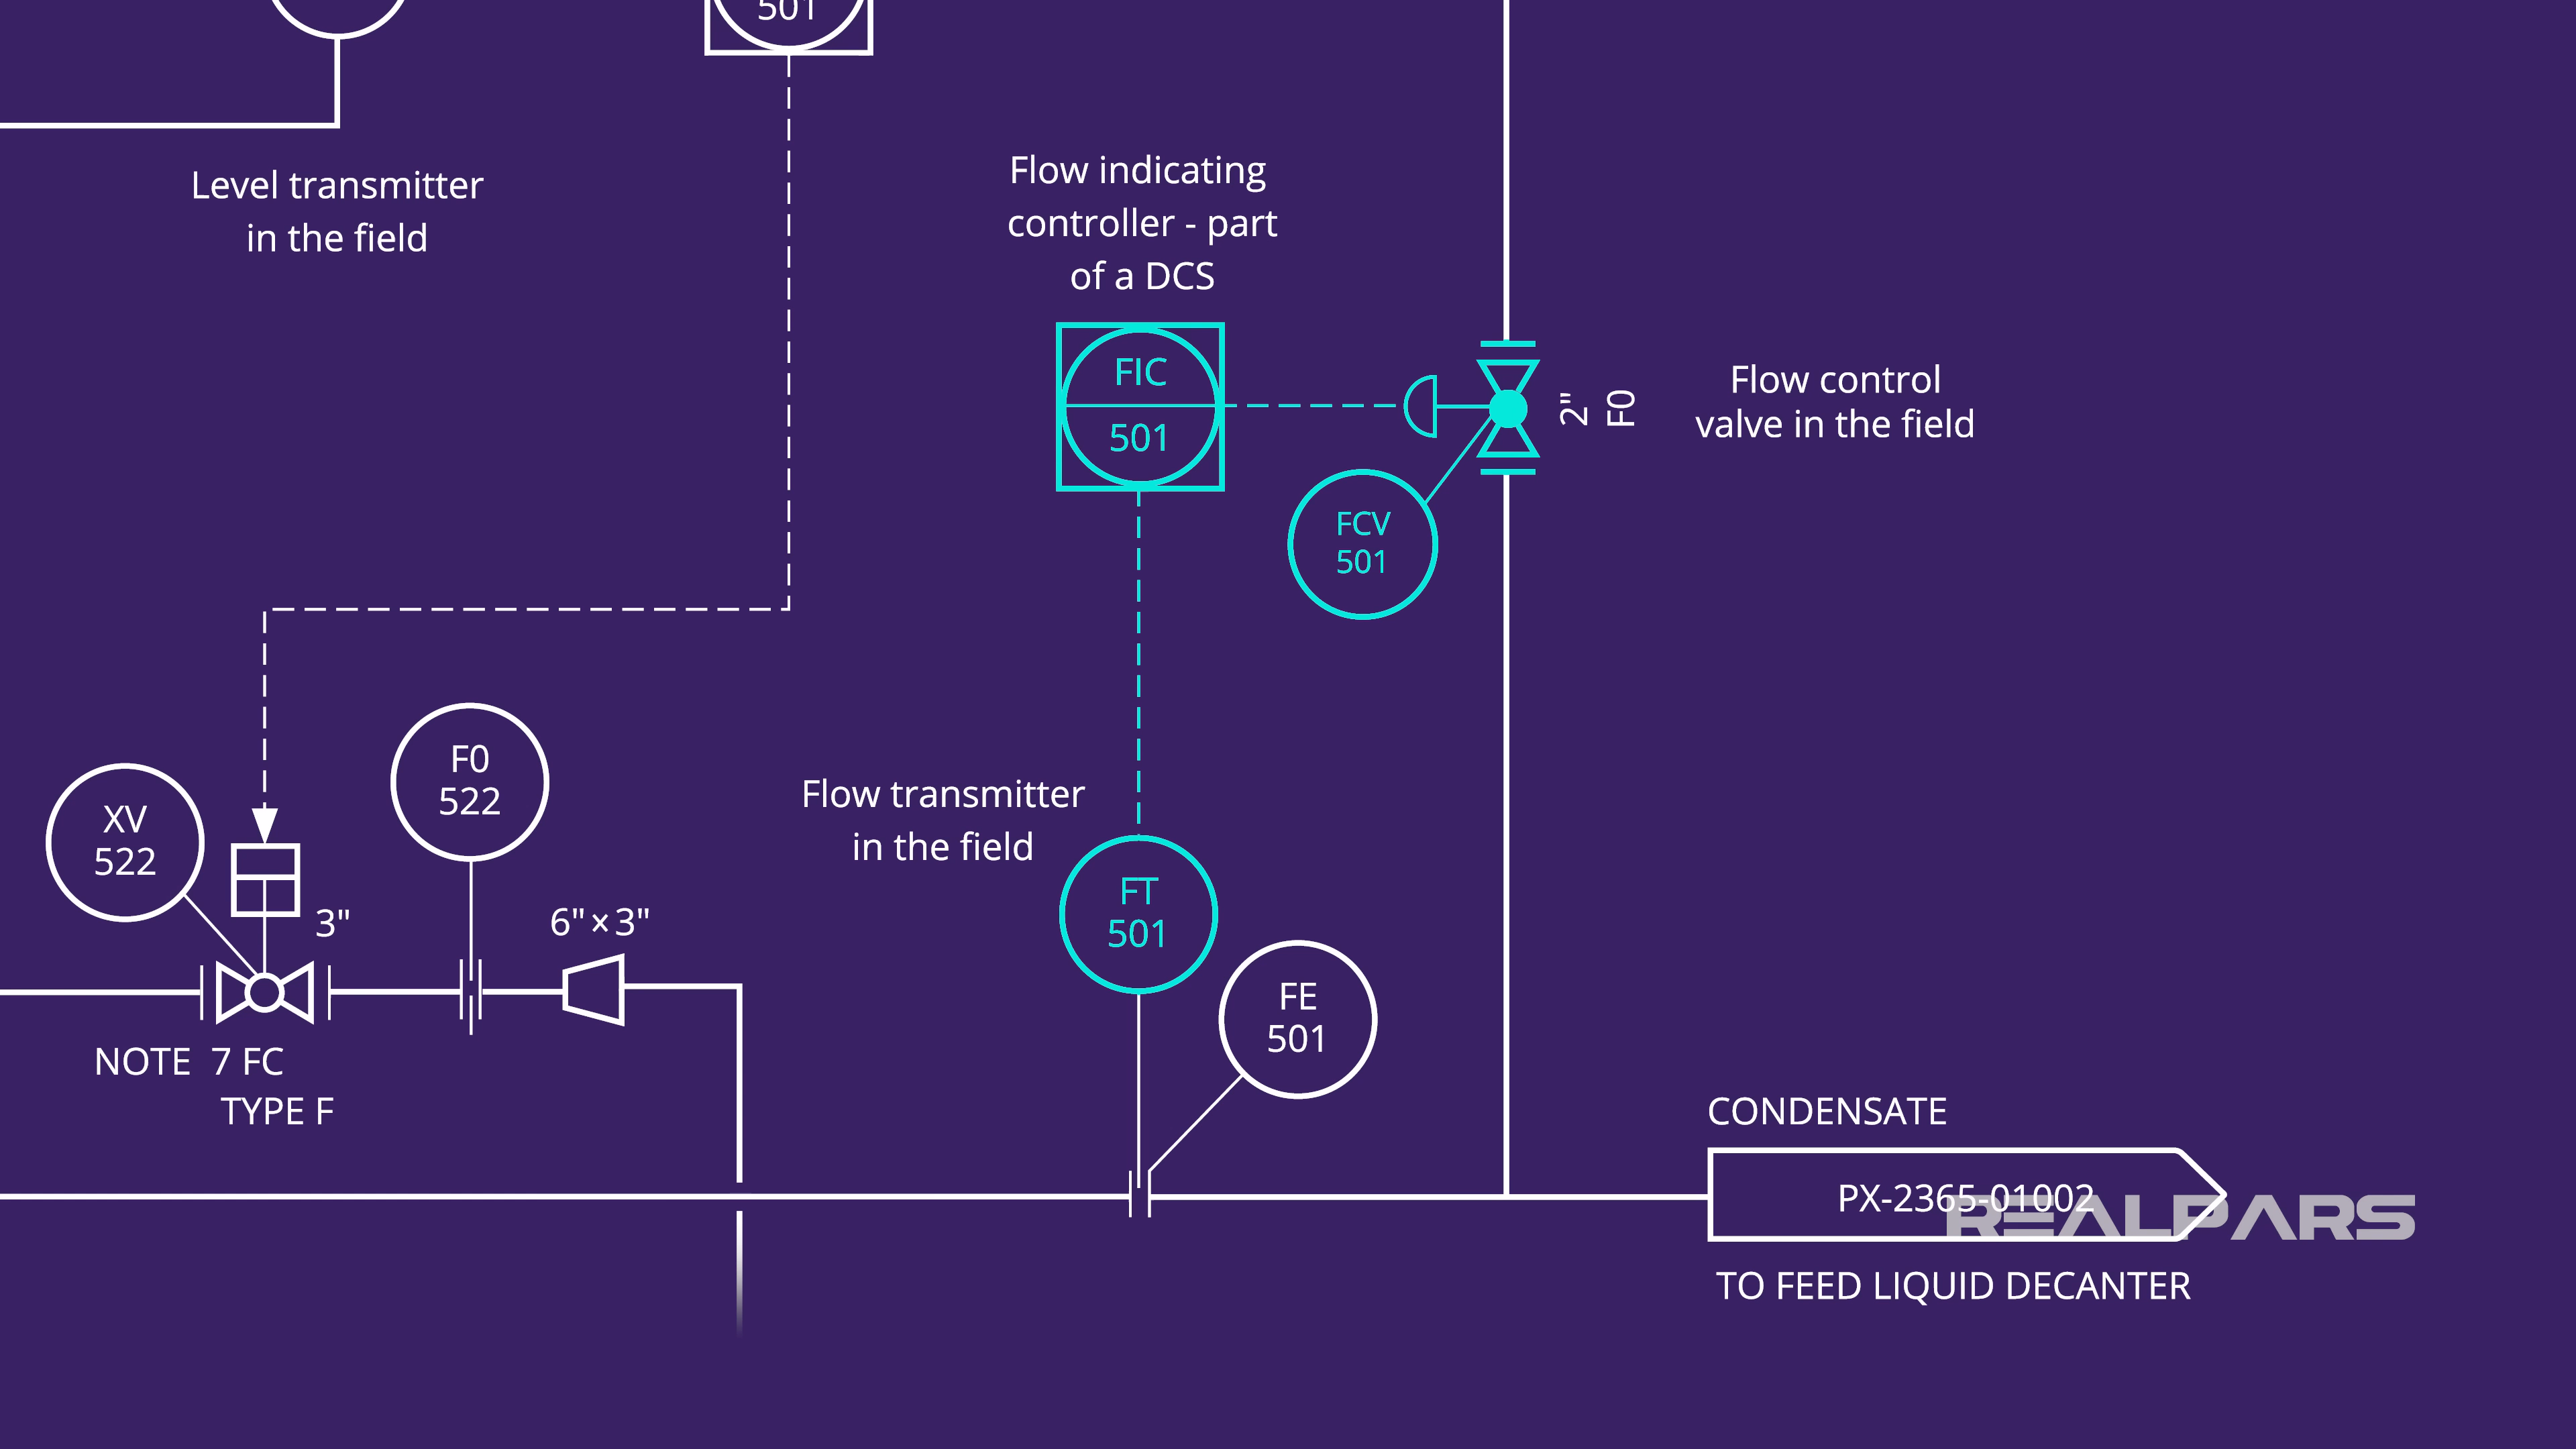 501
Level transmitter
in the field
Flow indicating
controller - part
of a DCS
FIC
501
2"
F0
Flow control
valve in the field
FCV
501
XV
522
F0
522
3"
6" × 3"
Flow transmitter
in the field
FT
501
FE
501
NOTE 7 FC
TYPE F
CONDENSATE
PX-2365-01002
REALPARS
TO FEED LIQUID DECANTER